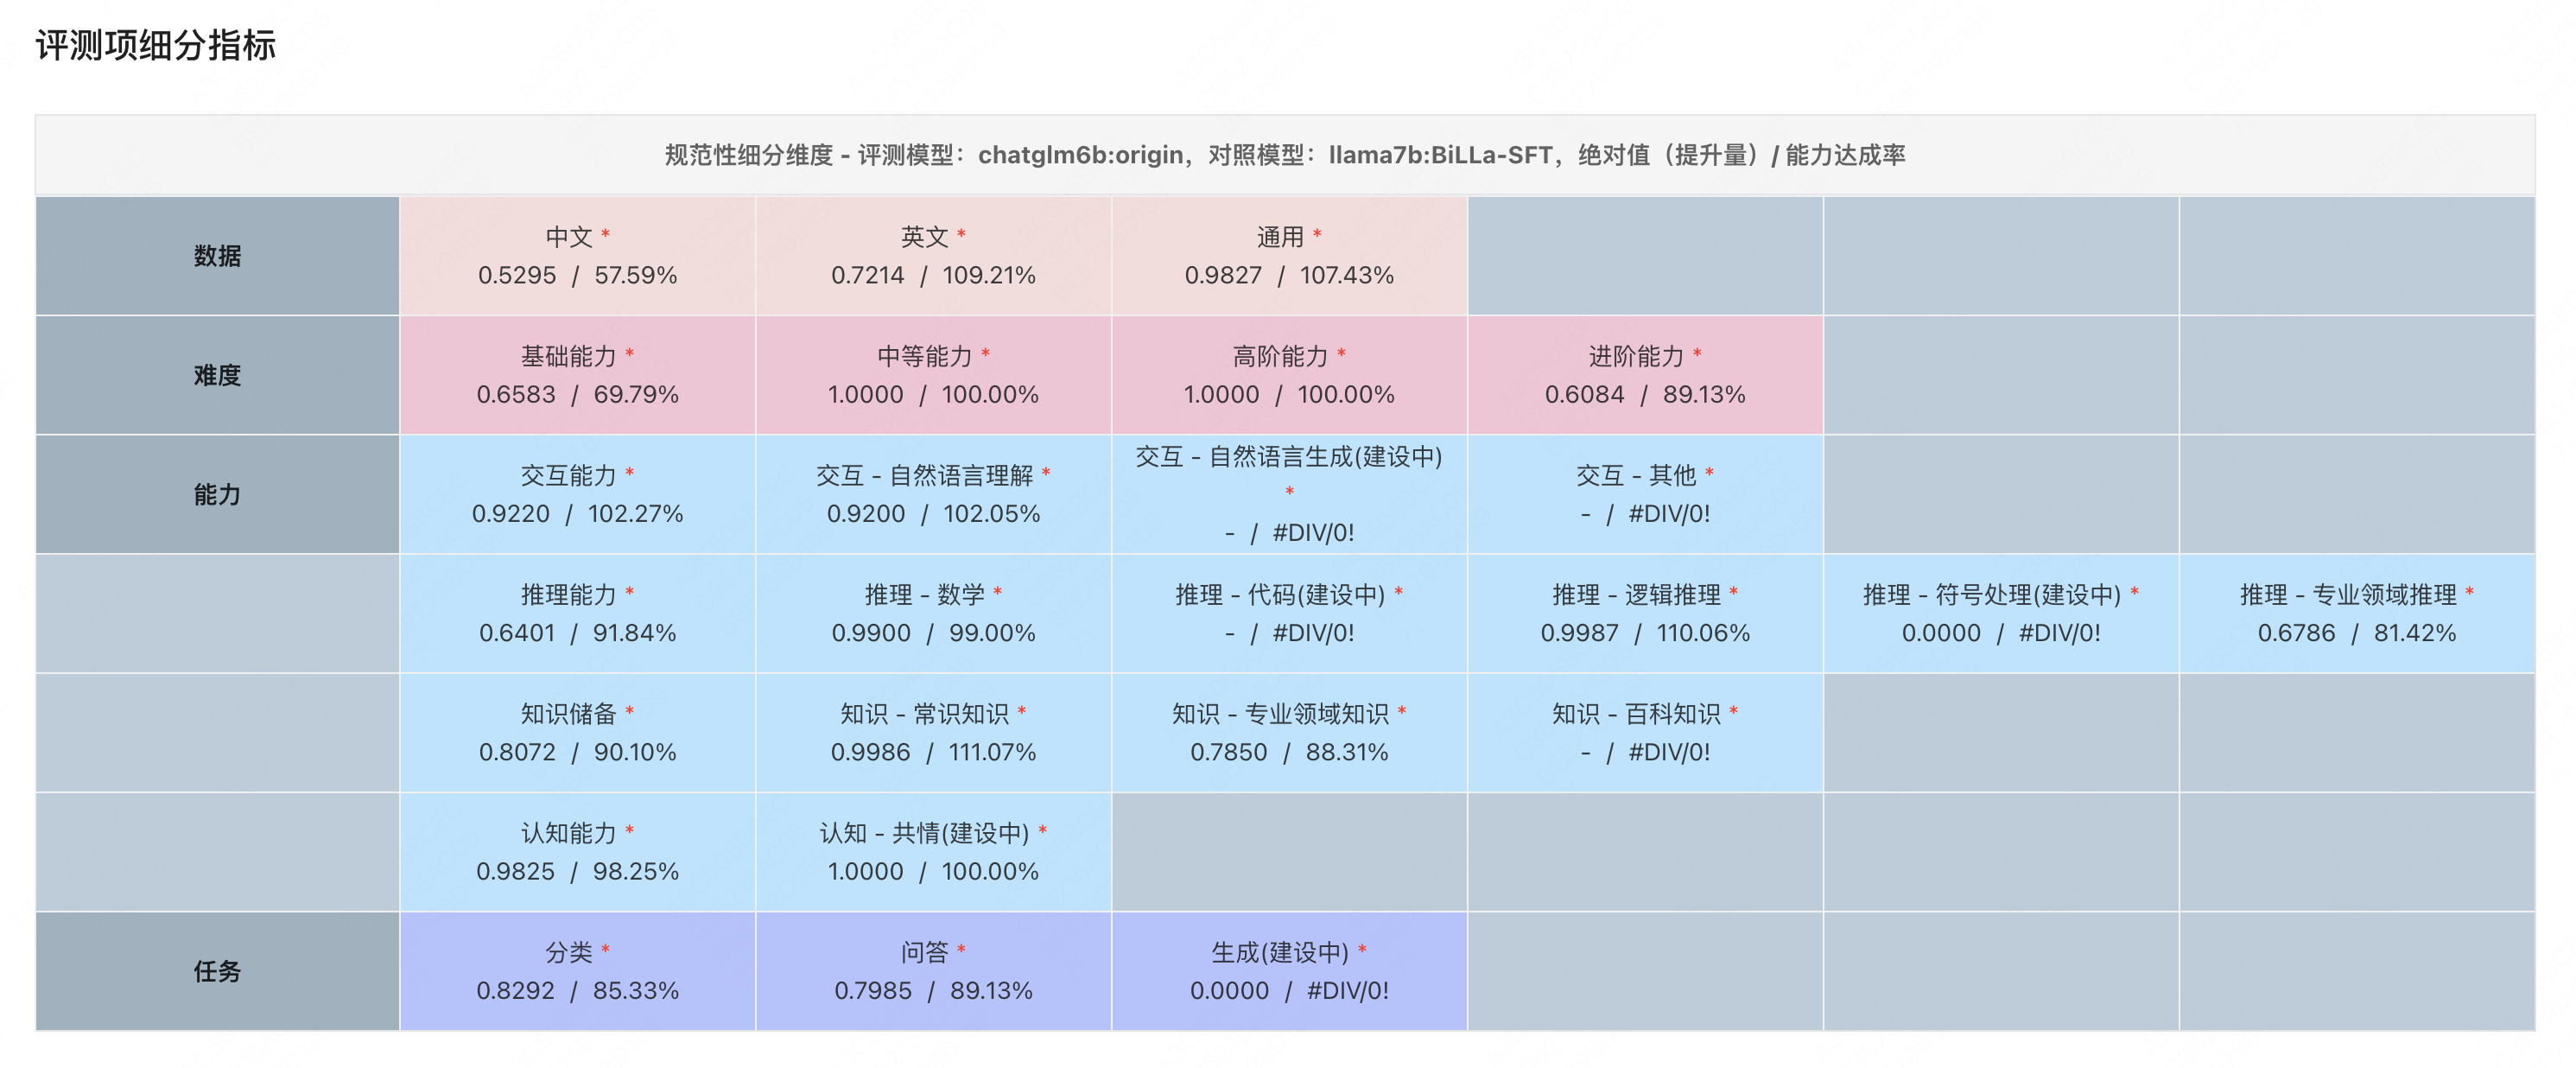 评测项细分指标
规范性细分维度 - 评测模型：chatglm6b:origin，对照模型：llama7b:BiLLa-SFT，绝对值（提升量）/ 能力达成率
数据
中文 *
0.5295 / 57.59%
英文 *
0.7214 / 109.21%
通用 *
0.9827 / 107.43%
难度
基础能力 *
0.6583 / 69.79%
中等能力 *
1.0000 / 100.00%
高阶能力 *
1.0000 / 100.00%
进阶能力 *
0.6084 / 89.13%
能力
交互能力 *
0.9220 / 102.27%
交互 - 自然语言理解 *
0.9200 / 102.05%
交互 - 自然语言生成(建设中)
*
- / #DIV/0!
交互 - 其他 *
- / #DIV/0!
推理能力 *
0.6401 / 91.84%
推理 - 数学 *
0.9900 / 99.00%
推理 - 代码(建设中) *
- / #DIV/0!
推理 - 逻辑推理 *
0.9987 / 110.06%
推理 - 符号处理(建设中) *
0.0000 / #DIV/0!
推理 - 专业领域推理 *
0.6786 / 81.42%
知识储备 *
0.8072 / 90.10%
知识 - 常识知识 *
0.9986 / 111.07%
知识 - 专业领域知识 *
0.7850 / 88.31%
知识 - 百科知识 *
- / #DIV/0!
认知能力 *
0.9825 / 98.25%
认知 - 共情(建设中) *
1.0000 / 100.00%
任务
分类 *
0.8292 / 85.33%
问答 *
0.7985 / 89.13%
生成(建设中) *
0.0000 / #DIV/0!